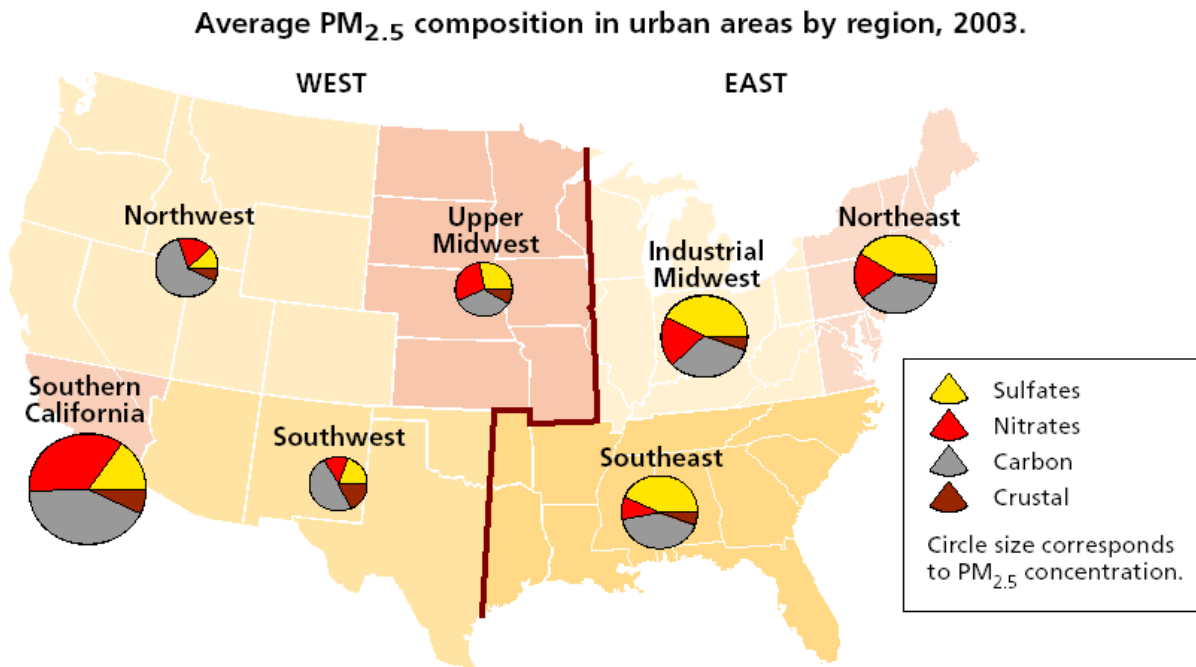 Average PM2.5 composition in urban areas by region, 2003.
WEST
EAST
Northwest
Upper
Midwest
Industrial
Midwest
Northeast
Southern
California
Southwest
Southeast
Sulfates
Nitrates
Carbon
Crustal
Circle size corresponds
to PM2.5 concentration.